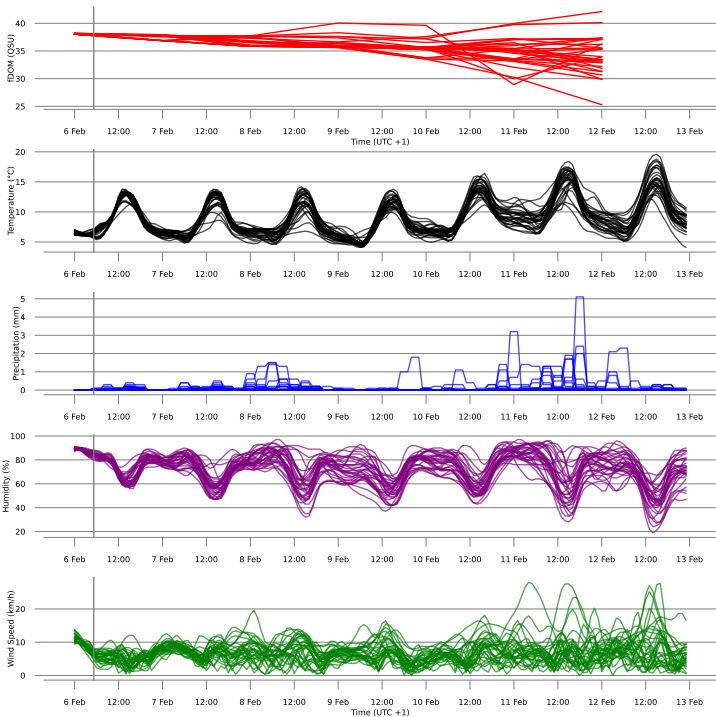 40
35
30
25
fDOM (QSU)
6 Feb 12:00 7 Feb 12:00 8 Feb 12:00 9 Feb 12:00 10 Feb 12:00 11 Feb 12:00 12 Feb 12:00 13 Feb
Time (UTC +1)
20
15
10
5
Temperature (°C)
6 Feb 12:00 7 Feb 12:00 8 Feb 12:00 9 Feb 12:00 10 Feb 12:00 11 Feb 12:00 12 Feb 12:00 13 Feb
5
4
3
2
1
0
Precipitation (mm)
6 Feb 12:00 7 Feb 12:00 8 Feb 12:00 9 Feb 12:00 10 Feb 12:00 11 Feb 12:00 12 Feb 12:00 13 Feb
100
80
60
40
20
Humidity (%)
6 Feb 12:00 7 Feb 12:00 8 Feb 12:00 9 Feb 12:00 10 Feb 12:00 11 Feb 12:00 12 Feb 12:00 13 Feb
20
10
0
Wind Speed (km/h)
6 Feb 12:00 7 Feb 12:00 8 Feb 12:00 9 Feb 12:00 10 Feb 12:00 11 Feb 12:00 12 Feb 12:00 13 Feb
Time (UTC +1)